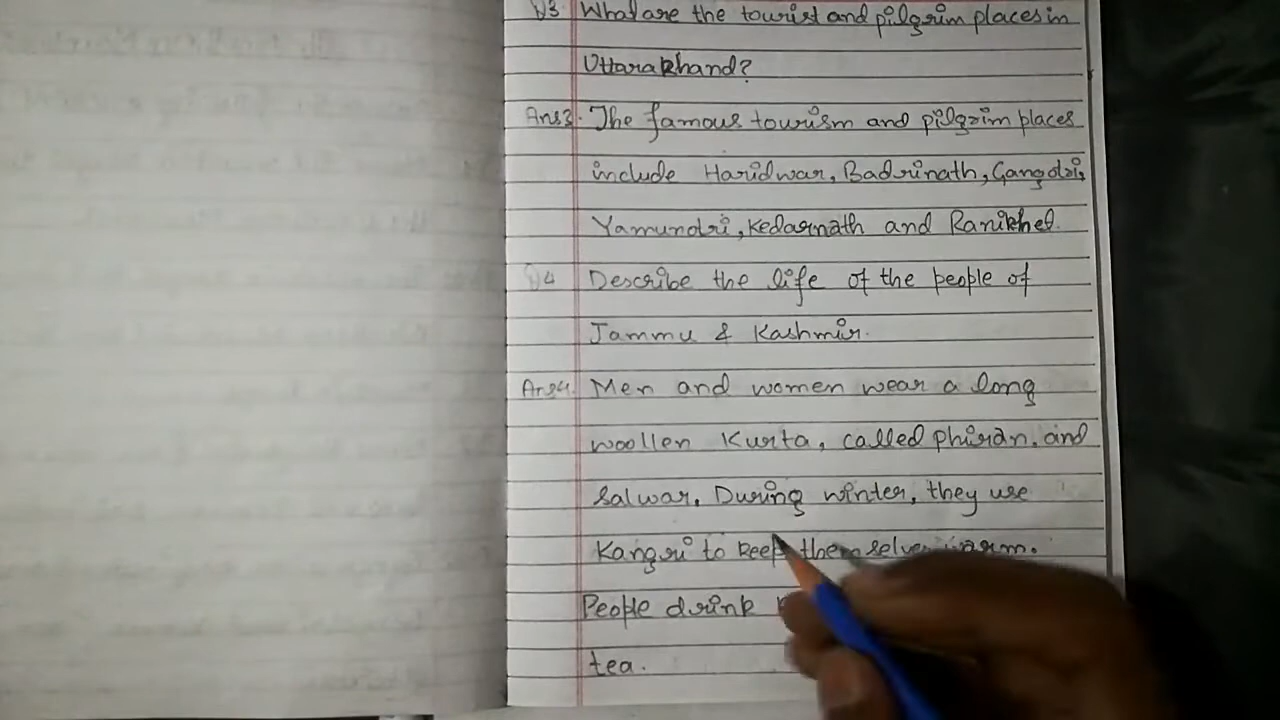 Q3 What are the tourist and pilgrim places in
Uttarakhand?
Ans3. The famous tourism and pilgrim places
include Haridwar, Badrinath, Gangotri,
Yamunotri, Kedarnath and Ranikhet.
Q4 Describe the life of the people of
Jammu & Kashmir.
Ans4. Men and women wear a long
woollen Kurta, called phiran, and
salwar. During winter, they use
Kangri to keep themselves warm.
People drink
tea.